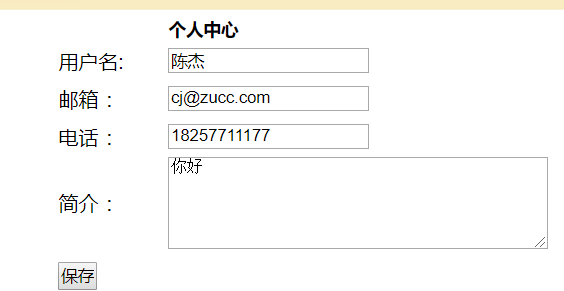 个人中心
用户名: 陈杰
邮箱： cj@zucc.com
电话： 18257711177
简介： 你好
保存